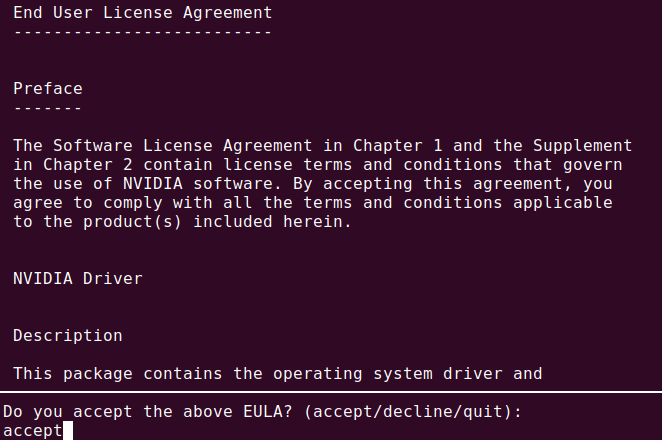 End User License Agreement
--------------------------
Preface
-------
The Software License Agreement in Chapter 1 and the Supplement
in Chapter 2 contain license terms and conditions that govern
the use of NVIDIA software. By accepting this agreement, you
agree to comply with all the terms and conditions applicable
to the product(s) included herein.
NVIDIA Driver
Description
This package contains the operating system driver and
Do you accept the above EULA? (accept/decline/quit):
accept